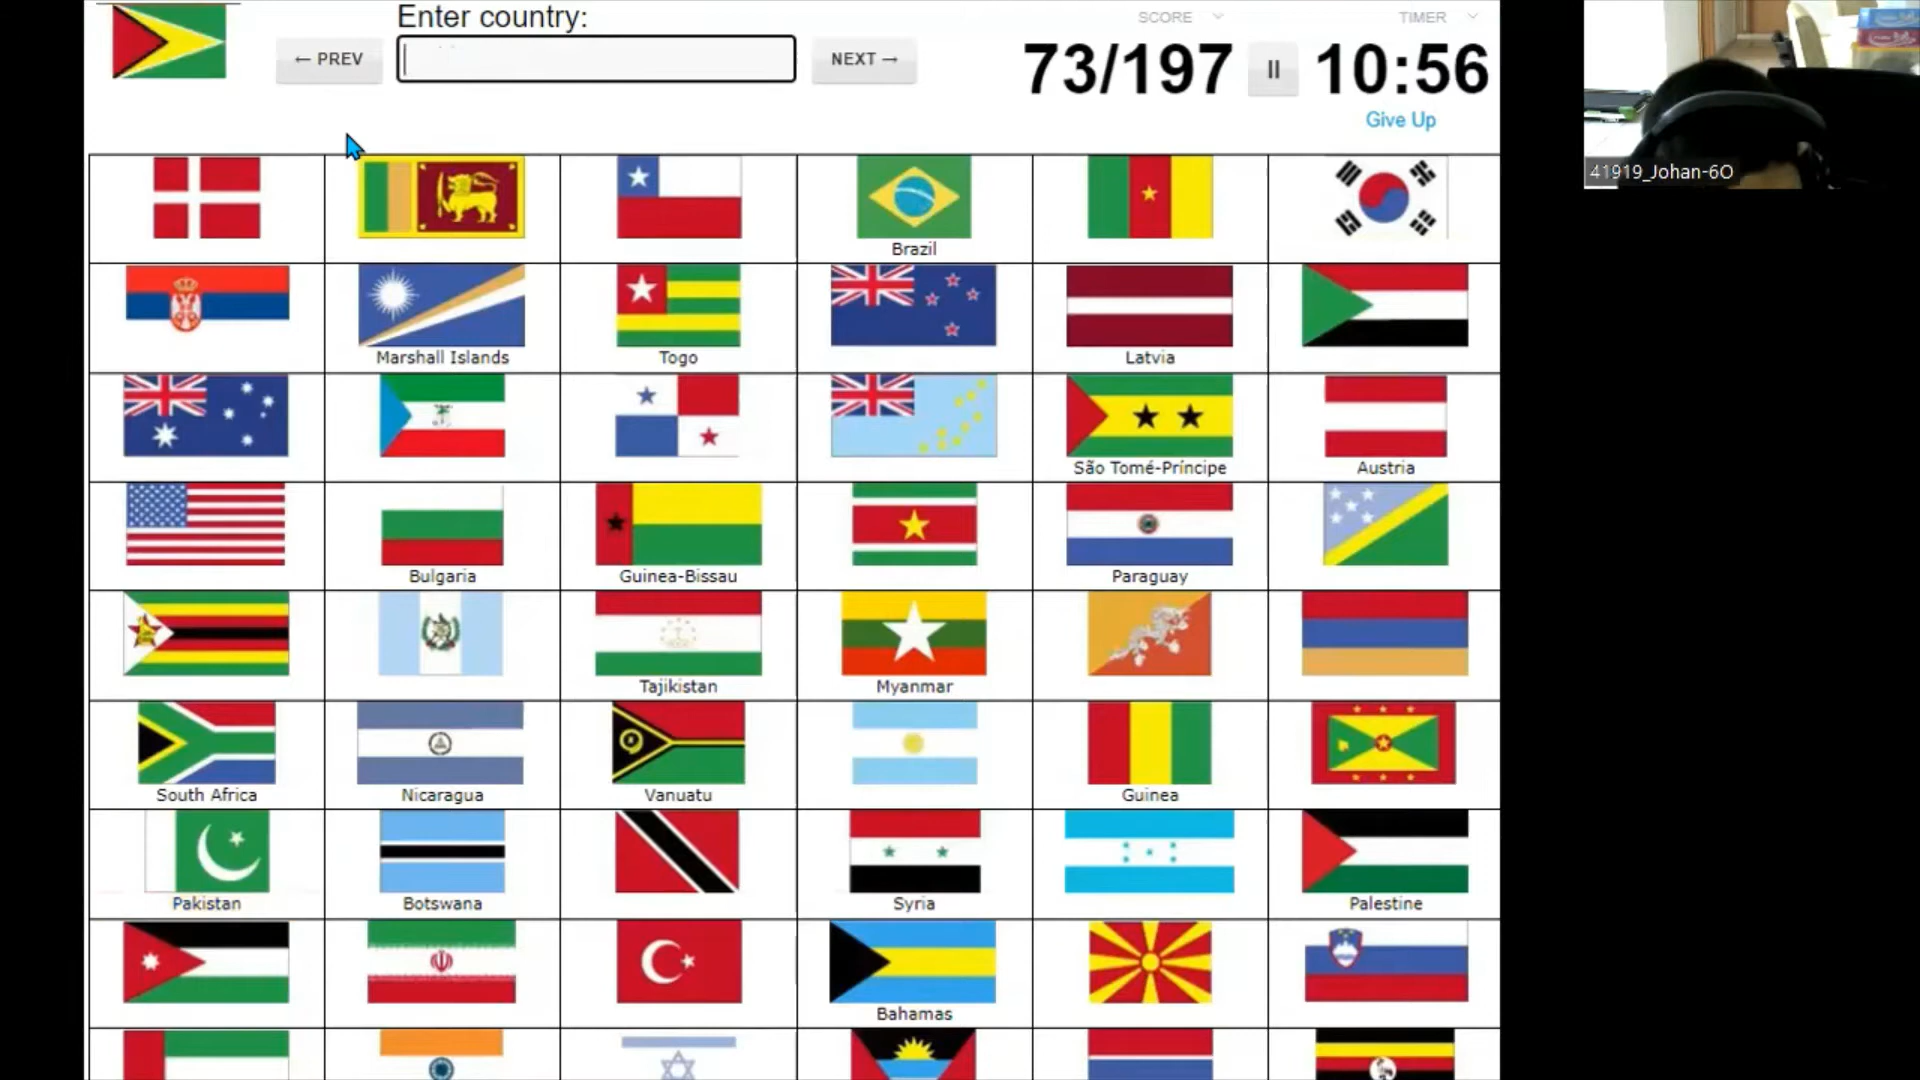 Enter country:
← PREV
NEXT →
SCORE
73/197
TIMER
10:56
Give Up
41919_Johan-6O
Brazil
Marshall Islands
Togo
Latvia
São Tomé-Príncipe
Austria
Bulgaria
Guinea-Bissau
Paraguay
Tajikistan
Myanmar
South Africa
Nicaragua
Vanuatu
Guinea
Pakistan
Botswana
Syria
Palestine
Bahamas